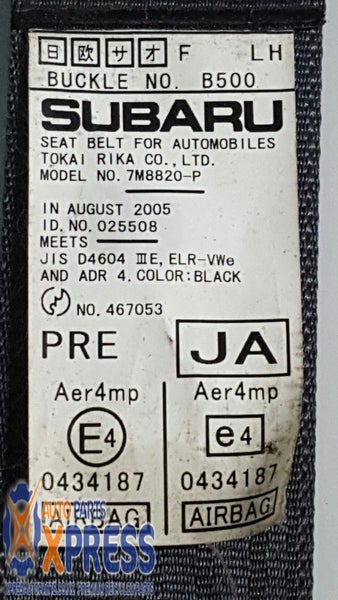 日 欧 サ オ F LH
BUCKLE NO. B500
SUBARU
SEAT BELT FOR AUTOMOBILES
TOKAI RIKA CO.,LTD.
MODEL NO. 7M8820-P
IN AUGUST 2005
ID.NO. 025508
MEETS
JIS D4604 ⅢE, ELR-VWe
AND ADR 4. COLOR:BLACK
NO. 467053
PRE JA
Aer4mp Aer4mp
E4 e4
0434187 0434187
AIRBAG AIRBAG
AUTO PARTS
XPRESS